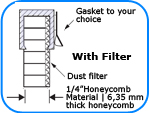 Gasket to your
choice
With Filter
Dust filter
1/4"Honeycomb
Material | 6,35 mm
thick honeycomb